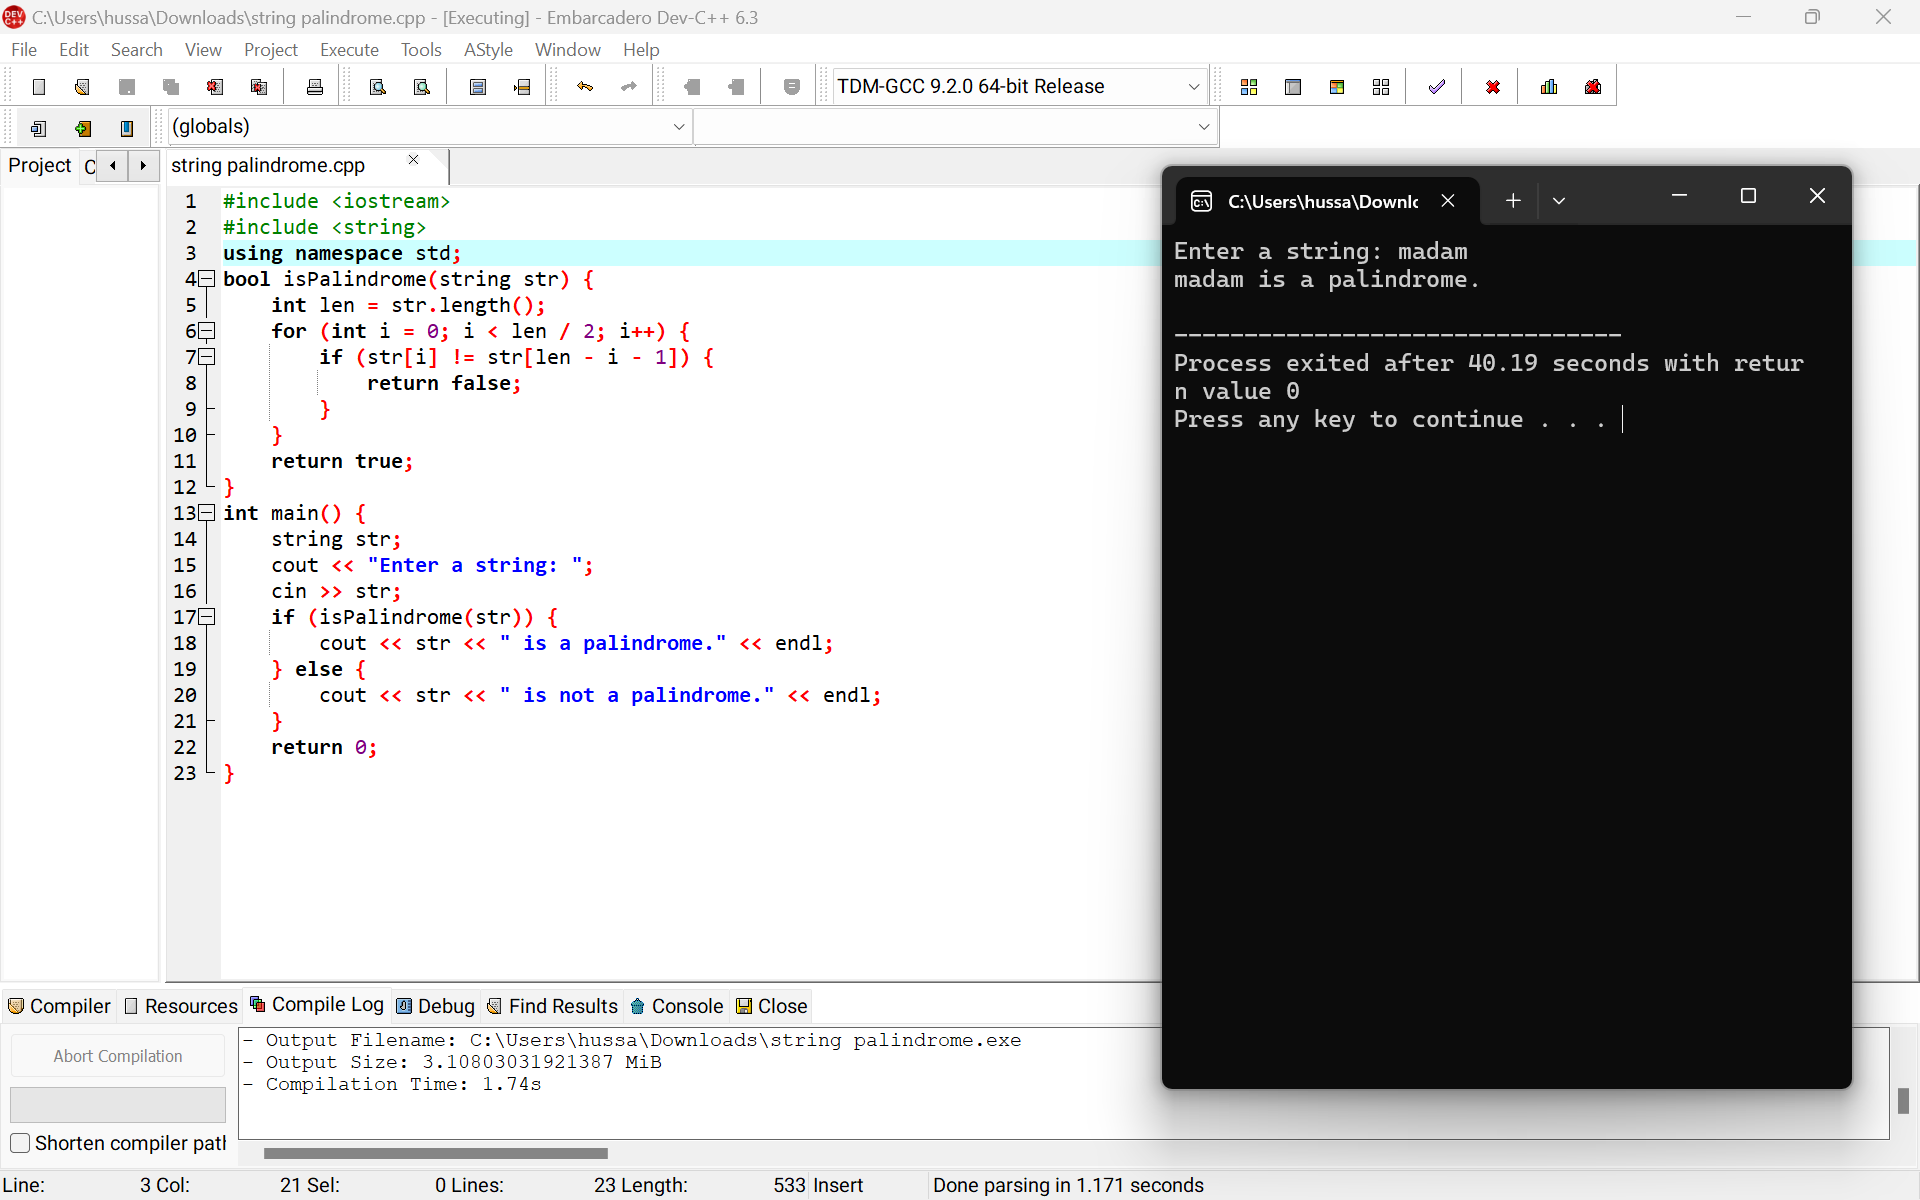 C:\Users\hussa\Downloads\string palindrome.cpp - [Executing] - Embarcadero Dev-C++ 6.3
File Edit Search View Project Execute Tools AStyle Window Help
TDM-GCC 9.2.0 64-bit Release
(globals)
Project C
string palindrome.cpp
1 #include <iostream>
2 #include <string>
3 using namespace std;
4 bool isPalindrome(string str) {
5     int len = str.length();
6     for (int i = 0; i < len / 2; i++) {
7         if (str[i] != str[len - i - 1]) {
8             return false;
9         }
10     }
11     return true;
12 }
13 int main() {
14     string str;
15     cout << "Enter a string: ";
16     cin >> str;
17     if (isPalindrome(str)) {
18         cout << str << " is a palindrome." << endl;
19     } else {
20         cout << str << " is not a palindrome." << endl;
21     }
22     return 0;
23 }
C:\Users\hussa\Downlo
Enter a string: madam
madam is a palindrome.
--------------------------------
Process exited after 40.19 seconds with retur
n value 0
Press any key to continue . . .
Compiler Resources Compile Log Debug Find Results Console Close
Abort Compilation
Shorten compiler path
- Output Filename: C:\Users\hussa\Downloads\string palindrome.exe
- Output Size: 3.10803031921387 MiB
- Compilation Time: 1.74s
Line: 3 Col: 21 Sel: 0 Lines: 23 Length: 533 Insert Done parsing in 1.171 seconds